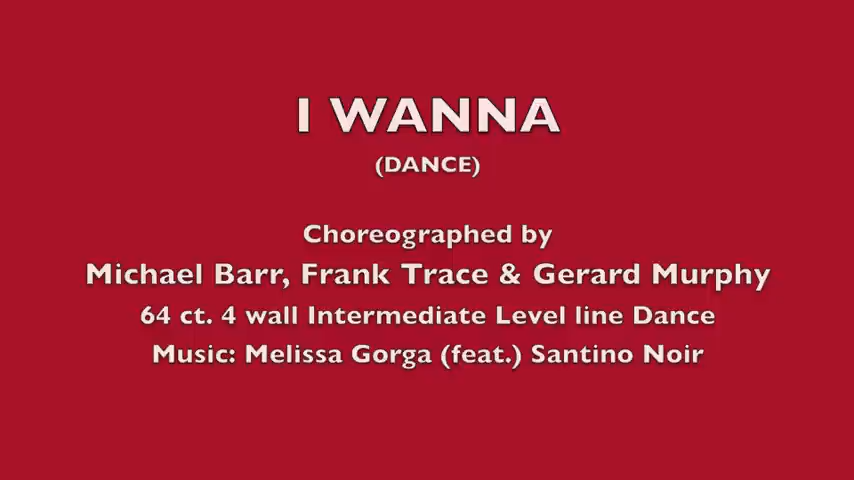 I WANNA
(DANCE)
Choreographed by
Michael Barr, Frank Trace & Gerard Murphy
64 ct. 4 wall Intermediate Level line Dance
Music: Melissa Gorga (feat.) Santino Noir